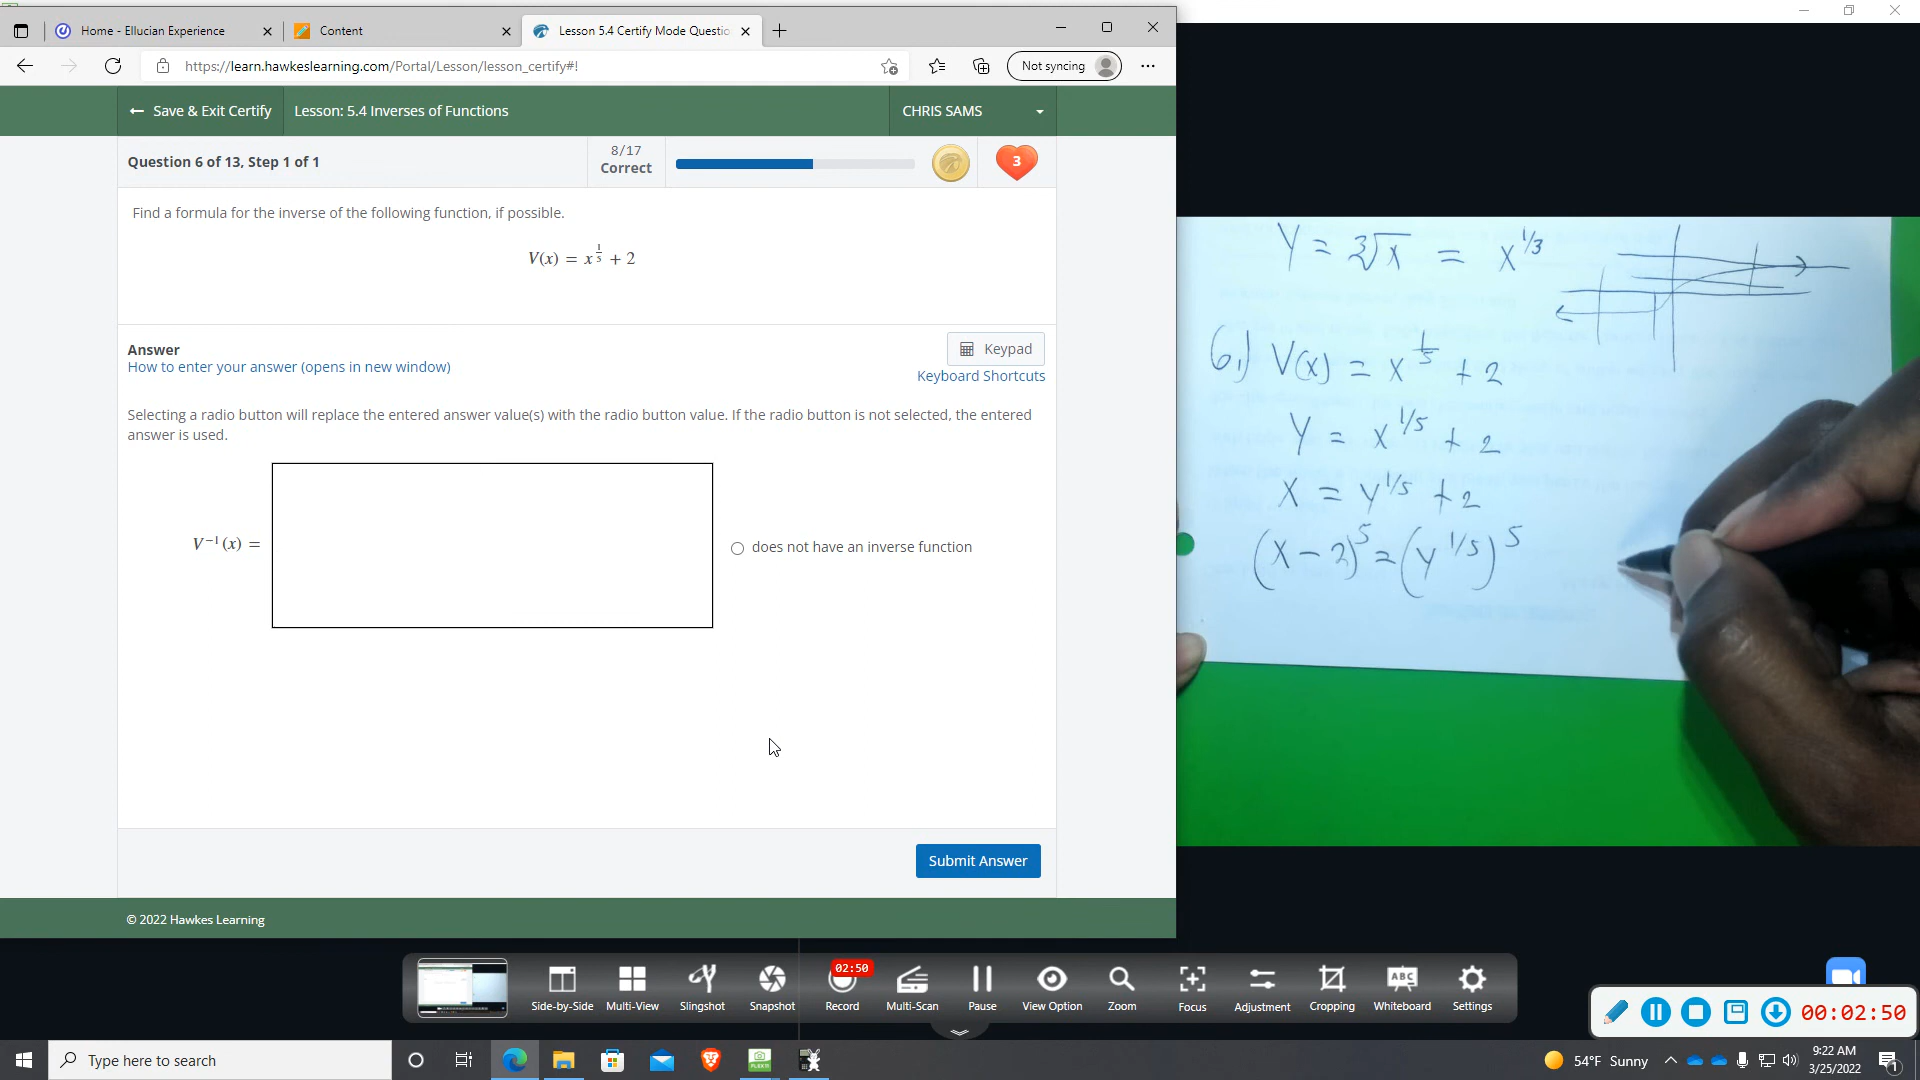 Home - Ellucian Experience
Content
Lesson 5.4 Certify Mode Questio
https://learn.hawkeslearning.com/Portal/Lesson/lesson_certify#!
Not syncing
← Save & Exit Certify
Lesson: 5.4 Inverses of Functions
CHRIS SAMS
Question 6 of 13, Step 1 of 1
8/17
Correct
3
Find a formula for the inverse of the following function, if possible.
V(x) = x^{1/5} + 2
Answer
How to enter your answer (opens in new window)
Keypad
Keyboard Shortcuts
Selecting a radio button will replace the entered answer value(s) with the radio button value. If the radio button is not selected, the entered
answer is used.
V⁻¹(x) =
does not have an inverse function
Submit Answer
© 2022 Hawkes Learning
Y = ∛x = x^{1/3}
6.) V(x) = x^{1/5} + 2
Y = x^{1/5} + 2
X = Y^{1/5} + 2
(X - 2)^5 = (Y^{1/5})^5
02:50
Side-by-Side
Multi-View
Slingshot
Snapshot
Record
Multi-Scan
Pause
View Option
Zoom
Focus
Adjustment
Cropping
ABC
Whiteboard
Settings
00:02:50
Type here to search
54°F Sunny
9:22 AM
3/25/2022
1